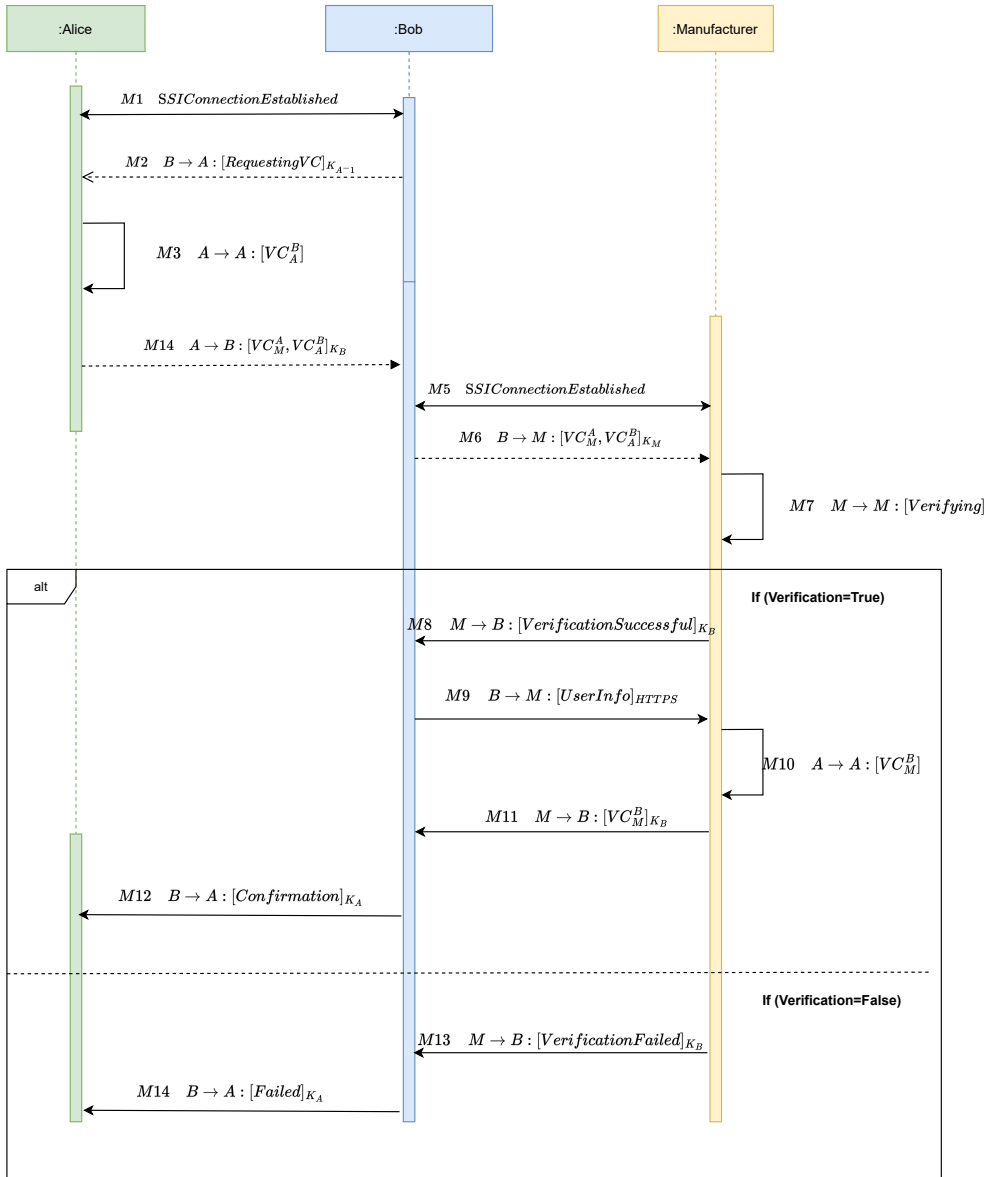 :Alice
:Bob
:Manufacturer
M1 SSIConnectionEstablished
M2 B → A : [RequestingVC]_{K_{A^{-1}}}
M3 A → A : [VC_A^B]
M14 A → B : [VC_M^A, VC_A^B]_{K_B}
M5 SSIConnectionEstablished
M6 B → M : [VC_M^A, VC_A^B]_{K_M}
M7 M → M : [Verifying]
alt
If (Verification=True)
M8 M → B : [VerificationSuccessful]_{K_B}
M9 B → M : [UserInfo]_{HTTPS}
M10 A → A : [VC_M^B]
M11 M → B : [VC_M^B]_{K_B}
M12 B → A : [Confirmation]_{K_A}
If (Verification=False)
M13 M → B : [VerificationFailed]_{K_B}
M14 B → A : [Failed]_{K_A}